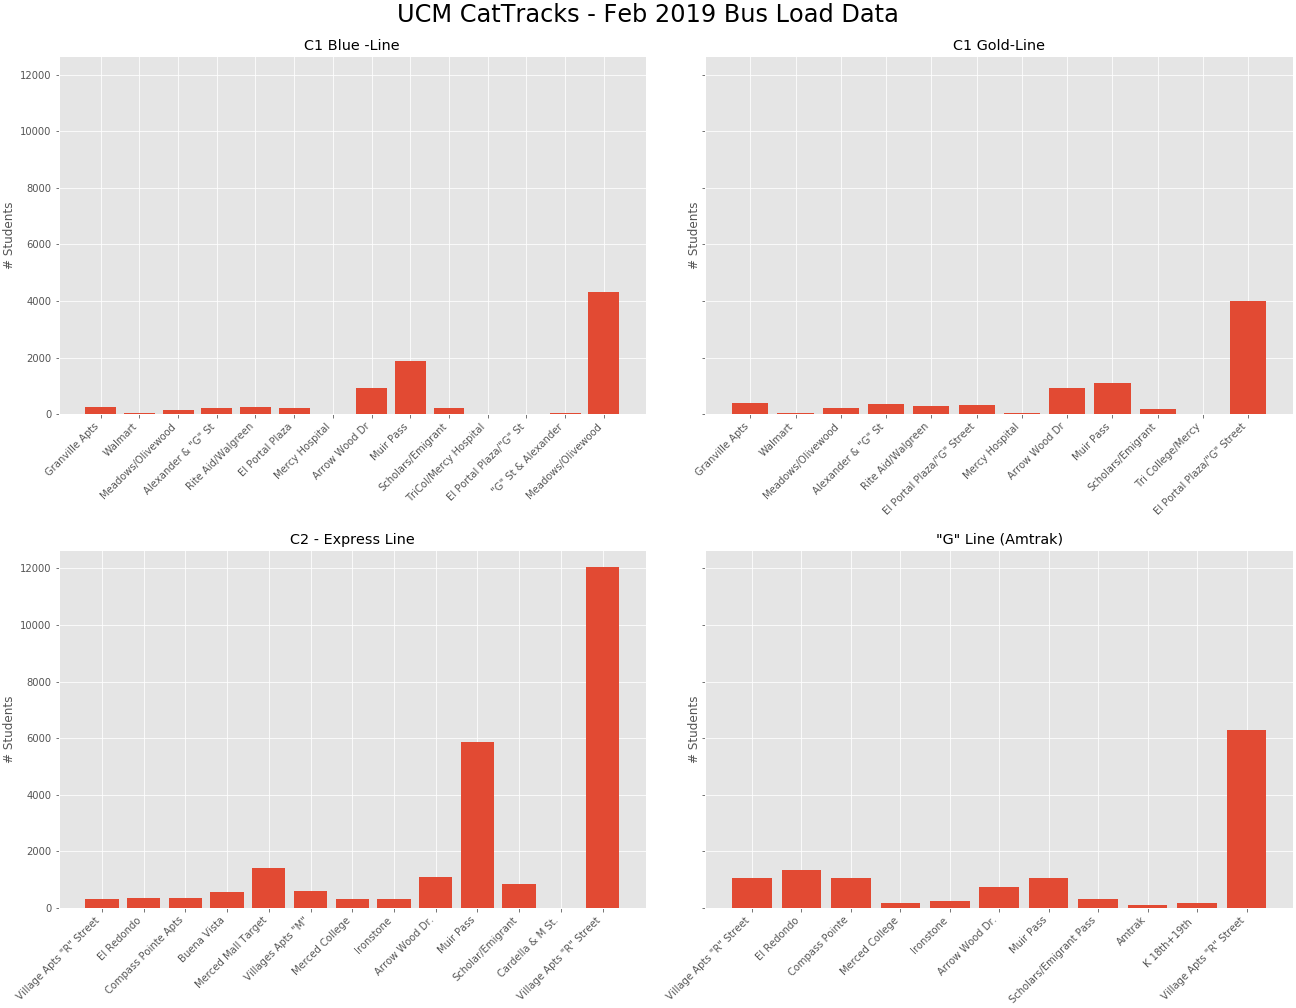 UCM CatTracks - Feb 2019 Bus Load Data
C1 Blue -Line
# Students
12000
10000
8000
6000
4000
2000
0
Granville Apts
Walmart
Meadows/Olivewood
Alexander & "G" St
Rite Aid/Walgreen
El Portal Plaza
Mercy Hospital
Arrow Wood Dr
Muir Pass
Scholars/Emigrant
TriCol/Mercy Hospital
El Portal Plaza/"G" St
"G" St & Alexander
Meadows/Olivewood
C1 Gold-Line
# Students
Granville Apts
Walmart
Meadows/Olivewood
Alexander & "G" St
Rite Aid/Walgreen
El Portal Plaza/"G" Street
Mercy Hospital
Arrow Wood Dr
Muir Pass
Scholars/Emigrant
Tri College/Mercy
El Portal Plaza/"G" Street
C2 - Express Line
# Students
12000
10000
8000
6000
4000
2000
0
Village Apts "R" Street
El Redondo
Compass Pointe Apts
Buena Vista
Merced Mall Target
Villages Apts "M"
Merced College
Ironstone
Arrow Wood Dr.
Muir Pass
Scholar/Emigrant
Cardella & M St.
Village Apts "R" Street
"G" Line (Amtrak)
# Students
Village Apts "R" Street
El Redondo
Compass Pointe
Merced College
Ironstone
Arrow Wood Dr.
Muir Pass
Scholars/Emigrant Pass
Amtrak
K 18th+19th
Village Apts "R" Street